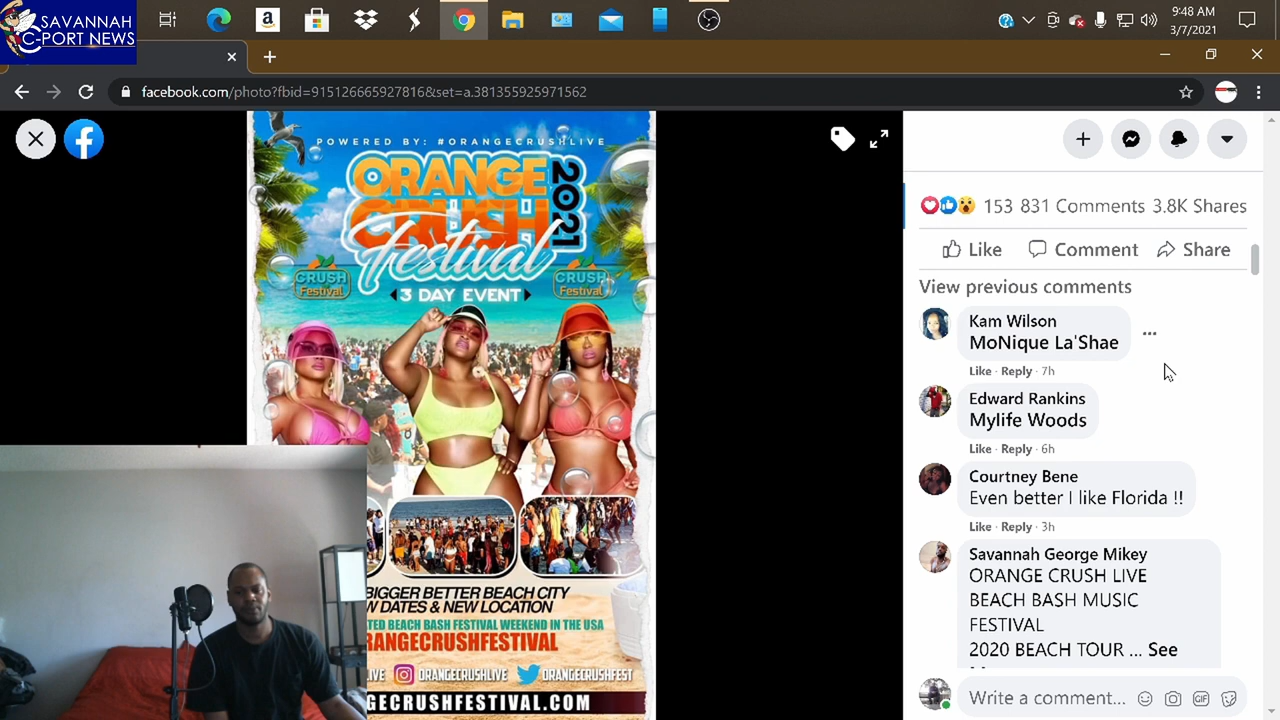 SAVANNAH
C-PORT NEWS
9:48 AM
3/7/2021
facebook.com/photo?fbid=915126665927816&set=a.381355925971562
POWERED BY: #ORANGECRUSHLIVE
ORANGE
CRUSH
2021
Festival
CRUSH
Festival
CRUSH
Festival
3 DAY EVENT
BIGGER BETTER BEACH CITY
W DATES & NEW LOCATION
TED BEACH BASH FESTIVAL WEEKEND IN THE USA
RANGECRUSHFESTIVAL
LIVE ORANGECRUSHLIVE ORANGECRUSHFEST
GECRUSHFESTIVAL.COM
153 831 Comments 3.8K Shares
Like Comment Share
View previous comments
Kam Wilson
MoNique La'Shae
Like · Reply · 7h
Edward Rankins
Mylife Woods
Like · Reply · 6h
Courtney Bene
Even better I like Florida !!
Like · Reply · 3h
Savannah George Mikey
ORANGE CRUSH LIVE
BEACH BASH MUSIC
FESTIVAL
2020 BEACH TOUR ... See
Write a comment...
GIF